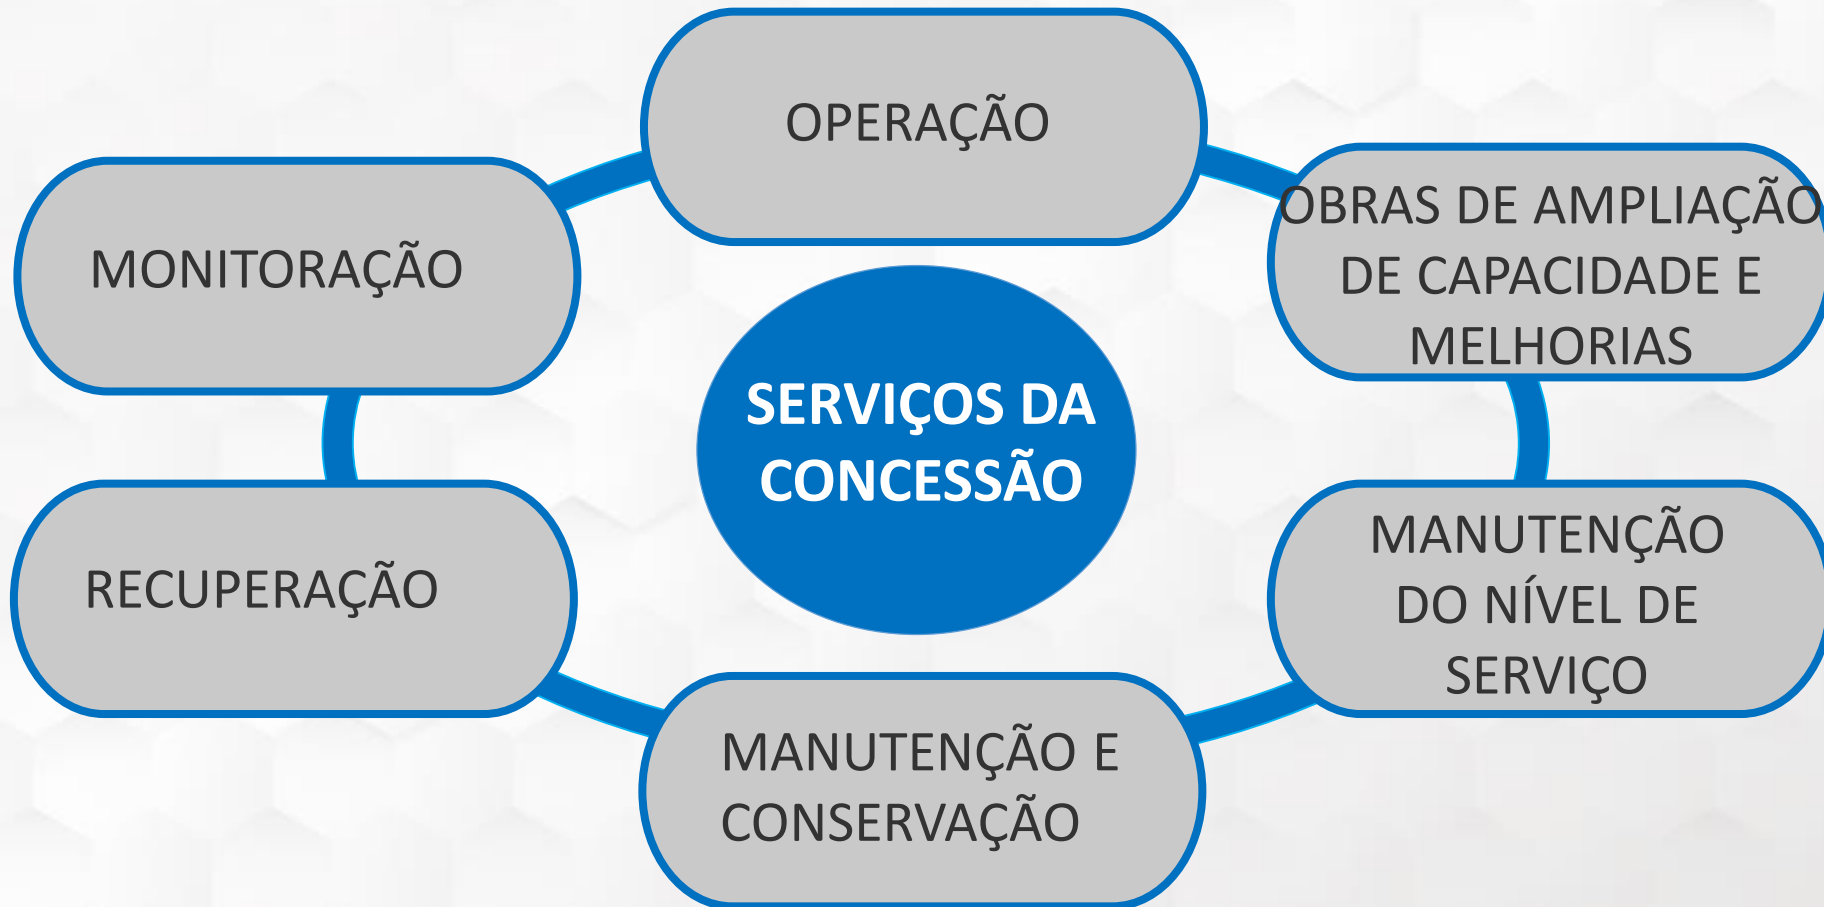 OPERAÇÃO
OBRAS DE AMPLIAÇÃO
DE CAPACIDADE E
MELHORIAS
MONITORAÇÃO
SERVIÇOS DA
CONCESSÃO
MANUTENÇÃO
DO NÍVEL DE
SERVIÇO
RECUPERAÇÃO
MANUTENÇÃO E
CONSERVAÇÃO